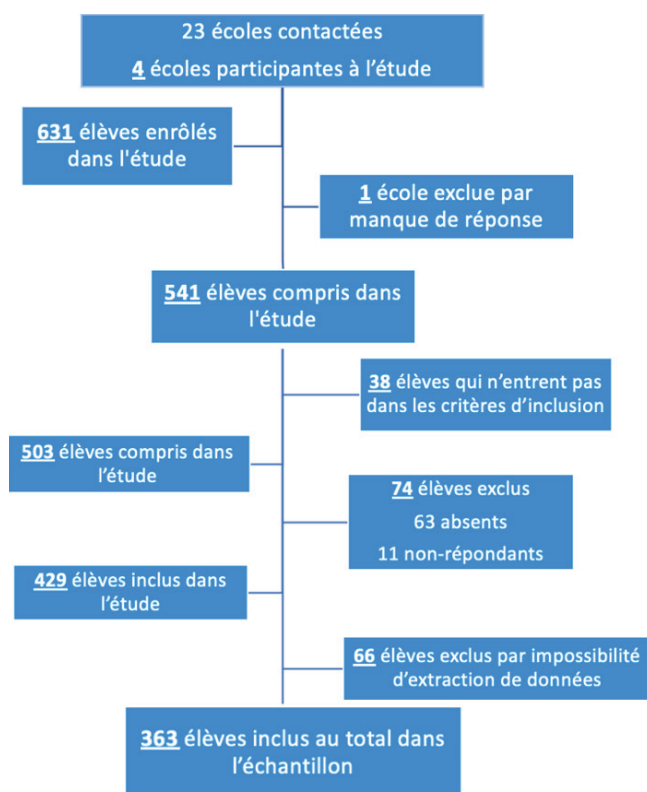 23 écoles contactées
4 écoles participantes à l’étude
631 élèves enrôlés
dans l'étude
1 école exclue par
manque de réponse
541 élèves compris dans
l'étude
38 élèves qui n’entrent pas
dans les critères d’inclusion
503 élèves compris dans
l’étude
74 élèves exclus
63 absents
11 non-répondants
429 élèves inclus dans
l’étude
66 élèves exclus par impossibilité
d’extraction de données
363 élèves inclus au total dans
l’échantillon